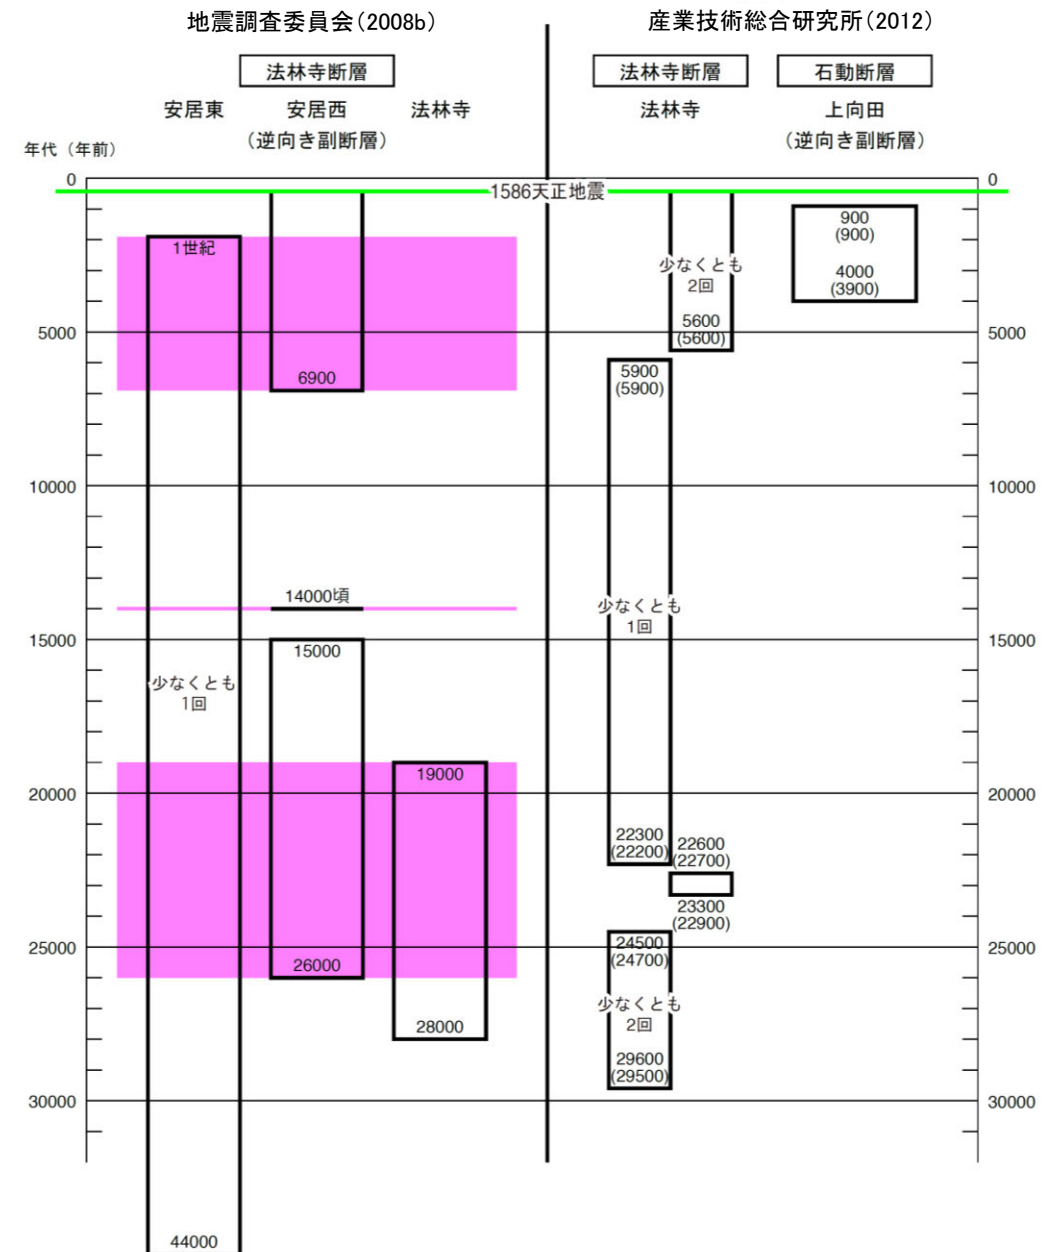 地震調査委員会(2008b)
産業技術総合研究所(2012)
法林寺断層
法林寺断層
石動断層
安居東
安居西
法林寺
法林寺
上向田
(逆向き副断層)
(逆向き副断層)
年代(年前)
0
0
1586天正地震
1世紀
900
(900)
少なくとも
2回
4000
(3900)
5600
(5600)
5000
5000
5900
(5900)
6900
10000
10000
14000頃
少なくとも
1回
15000
15000
15000
少なくとも
1回
19000
20000
20000
22300
(22200)
22600
(22700)
23300
(22900)
24500
(24700)
25000
25000
26000
少なくとも
2回
28000
29600
(29500)
30000
30000
44000